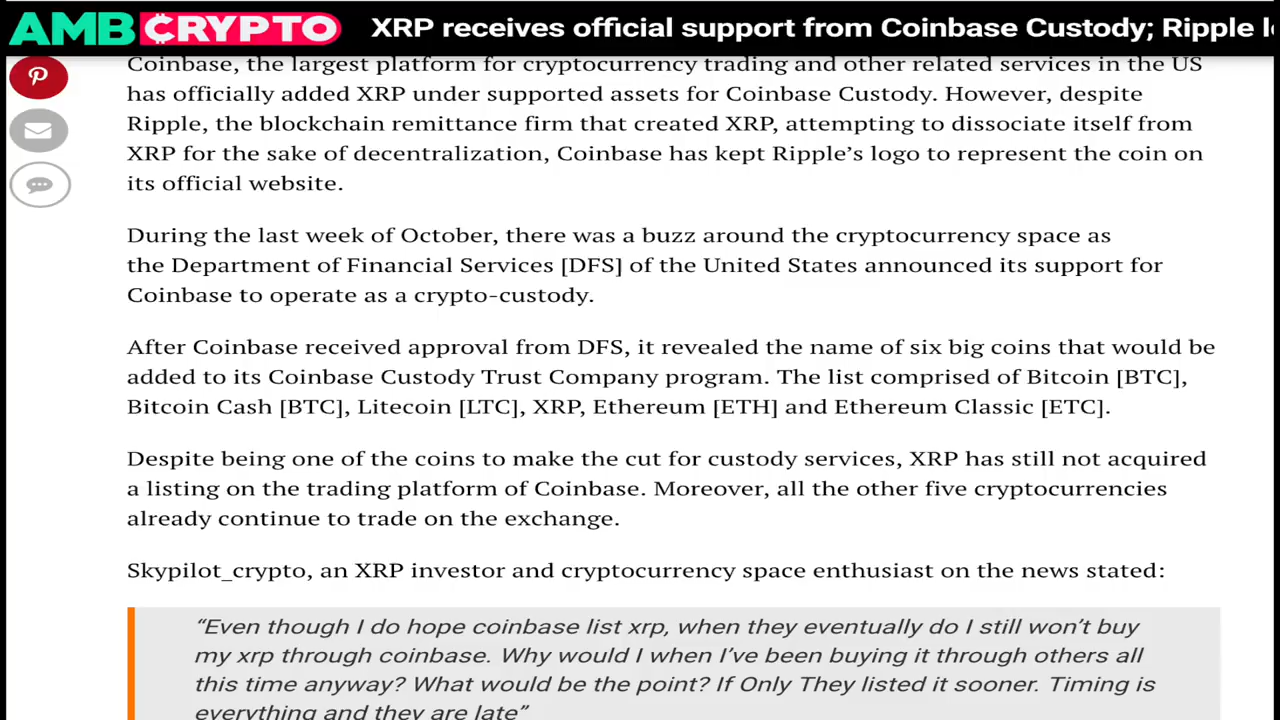 AMBCRYPTO
XRP receives official support from Coinbase Custody; Ripple l
Coinbase, the largest platform for cryptocurrency trading and other related services in the US
has officially added XRP under supported assets for Coinbase Custody. However, despite
Ripple, the blockchain remittance firm that created XRP, attempting to dissociate itself from
XRP for the sake of decentralization, Coinbase has kept Ripple’s logo to represent the coin on
its official website.
During the last week of October, there was a buzz around the cryptocurrency space as
the Department of Financial Services [DFS] of the United States announced its support for
Coinbase to operate as a crypto-custody.
After Coinbase received approval from DFS, it revealed the name of six big coins that would be
added to its Coinbase Custody Trust Company program. The list comprised of Bitcoin [BTC],
Bitcoin Cash [BTC], Litecoin [LTC], XRP, Ethereum [ETH] and Ethereum Classic [ETC].
Despite being one of the coins to make the cut for custody services, XRP has still not acquired
a listing on the trading platform of Coinbase. Moreover, all the other five cryptocurrencies
already continue to trade on the exchange.
Skypilot_crypto, an XRP investor and cryptocurrency space enthusiast on the news stated:
“Even though I do hope coinbase list xrp, when they eventually do I still won’t buy
my xrp through coinbase. Why would I when I’ve been buying it through others all
this time anyway? What would be the point? If Only They listed it sooner. Timing is
everything and they are late”